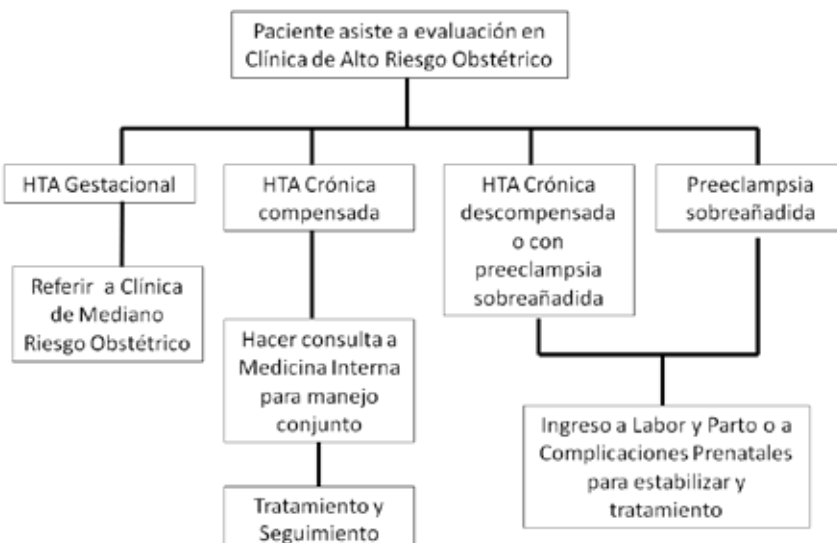 Paciente asiste a evaluación en
Clínica de Alto Riesgo Obstétrico
HTA Gestacional
HTA Crónica
compensada
HTA Crónica
descompensada
o con
preeclampsia
sobreañadida
Preeclampsia
sobreañadida
Referir a Clínica
de Mediano
Riesgo Obstétrico
Hacer consulta a
Medicina Interna
para manejo
conjunto
Ingreso a Labor y Parto o a
Complicaciones Prenatales
para estabilizar y
tratamiento
Tratamiento y
Seguimiento